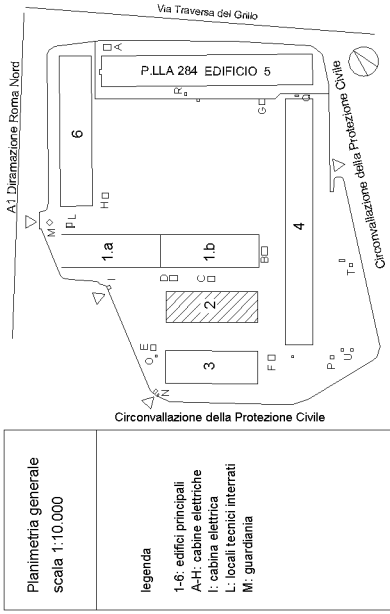 Via Traversa del Grillo
A1 Diramazione Roma Nord
A
P.LLA 284 EDIFICIO 5
R
Q
G
6
H
M
L
1.a
1.b
B
4
Circonvallazione della Protezione Civile
I
D
C
2
T
E
O
3
F
P
U
N
Circonvallazione della Protezione Civile
Planimetria generale
scala 1:10.000
legenda
1-6: edifici principali
A-H: cabine elettriche
I: cabina elettrica
L: locali tecnici interrati
M: guardiania